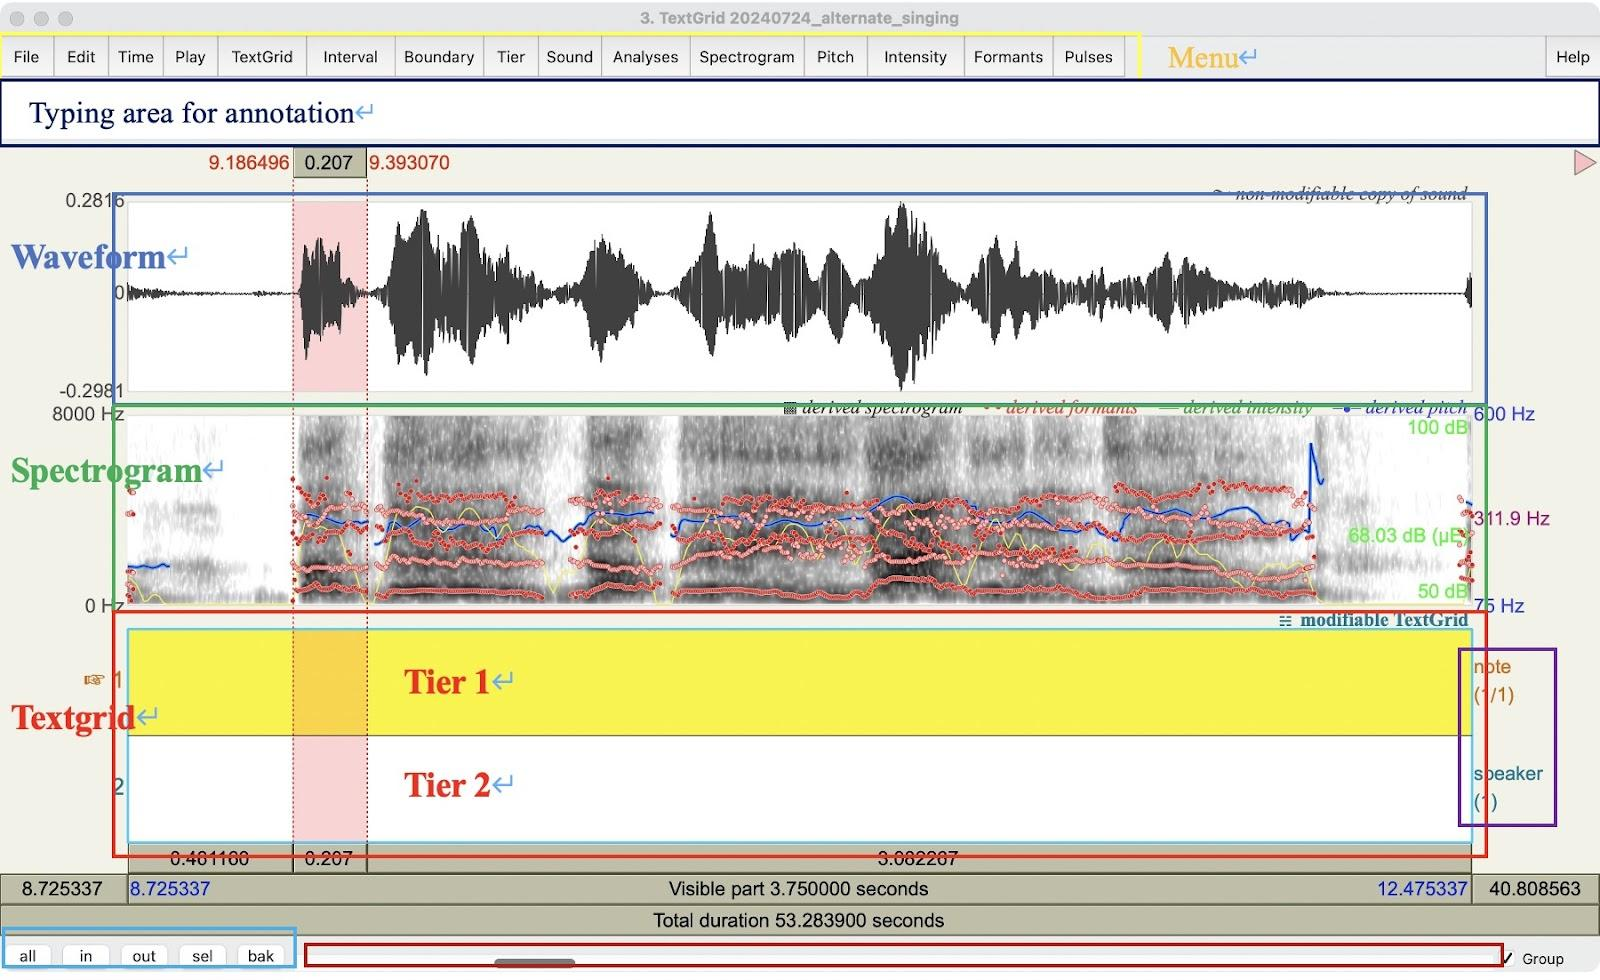 3. TextGrid 20240724_alternate_singing
File Edit Time Play TextGrid Interval Boundary Tier Sound Analyses Spectrogram Pitch Intensity Formants Pulses Menu↵ Help
Typing area for annotation↵
9.186496 0.207 9.393070
~ non-modifiable copy of sound
0.2816
Waveform↵
0
-0.2981
derived spectrogram derived formants derived intensity derived pitch
8000 Hz 600 Hz
100 dB
Spectrogram↵
311.9 Hz
68.03 dB (µE)
50 dB
0 Hz 75 Hz
modifiable TextGrid
☞ 1 Tier 1↵ note
(1/1)
Textgrid↵
2 Tier 2↵ speaker
(1)
0.461160 0.207 3.082267
8.725337 8.725337 Visible part 3.750000 seconds 12.475337 40.808563
Total duration 53.283900 seconds
all in out sel bak Group